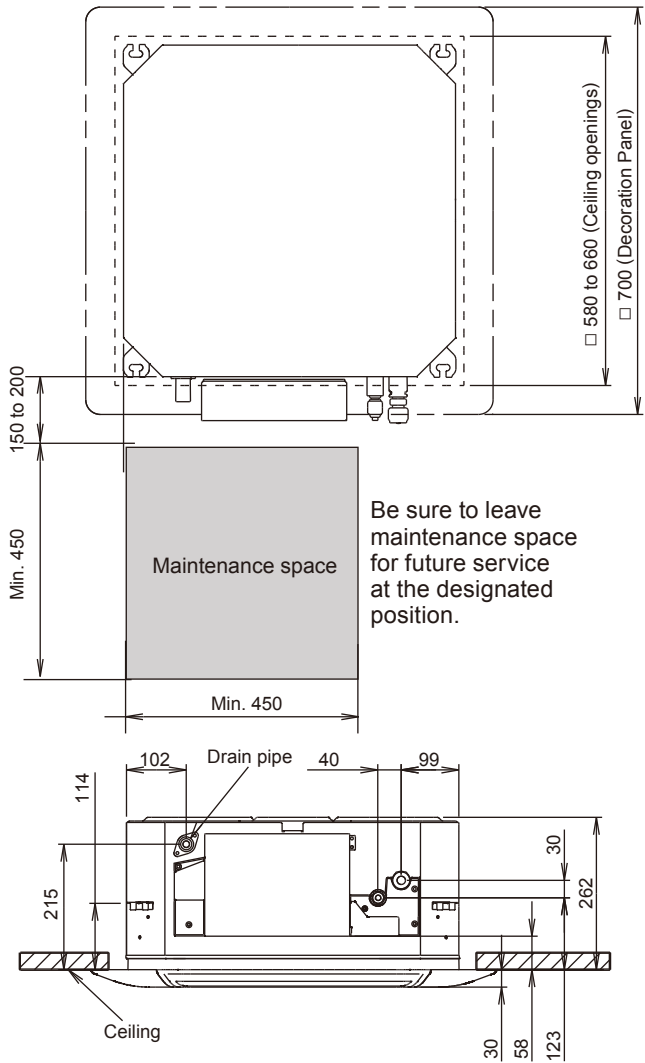 □ 580 to 660 (Ceiling openings)
□ 700 (Decoration Panel)
150 to 200
Min. 450
Maintenance space
Be sure to leave
maintenance space
for future service
at the designated
position.
Min. 450
102
Drain pipe
40
99
114
215
30
262
Ceiling
30
58
123